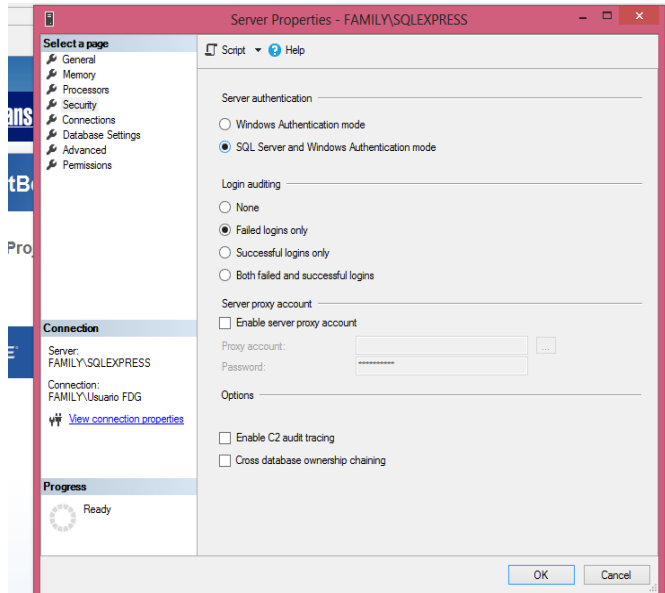 Server Properties - FAMILY\SQLEXPRESS
Select a page
General
Memory
Processors
Security
Connections
Database Settings
Advanced
Permissions
Script
Help
Server authentication
Windows Authentication mode
SQL Server and Windows Authentication mode
Login auditing
None
Failed logins only
Successful logins only
Both failed and successful logins
Server proxy account
Enable server proxy account
Proxy account:
...
Password:
**********
Options
Enable C2 audit tracing
Cross database ownership chaining
Connection
Server:
FAMILY\SQLEXPRESS
Connection:
FAMILY\Usuario FDG
View connection properties
Progress
Ready
OK
Cancel